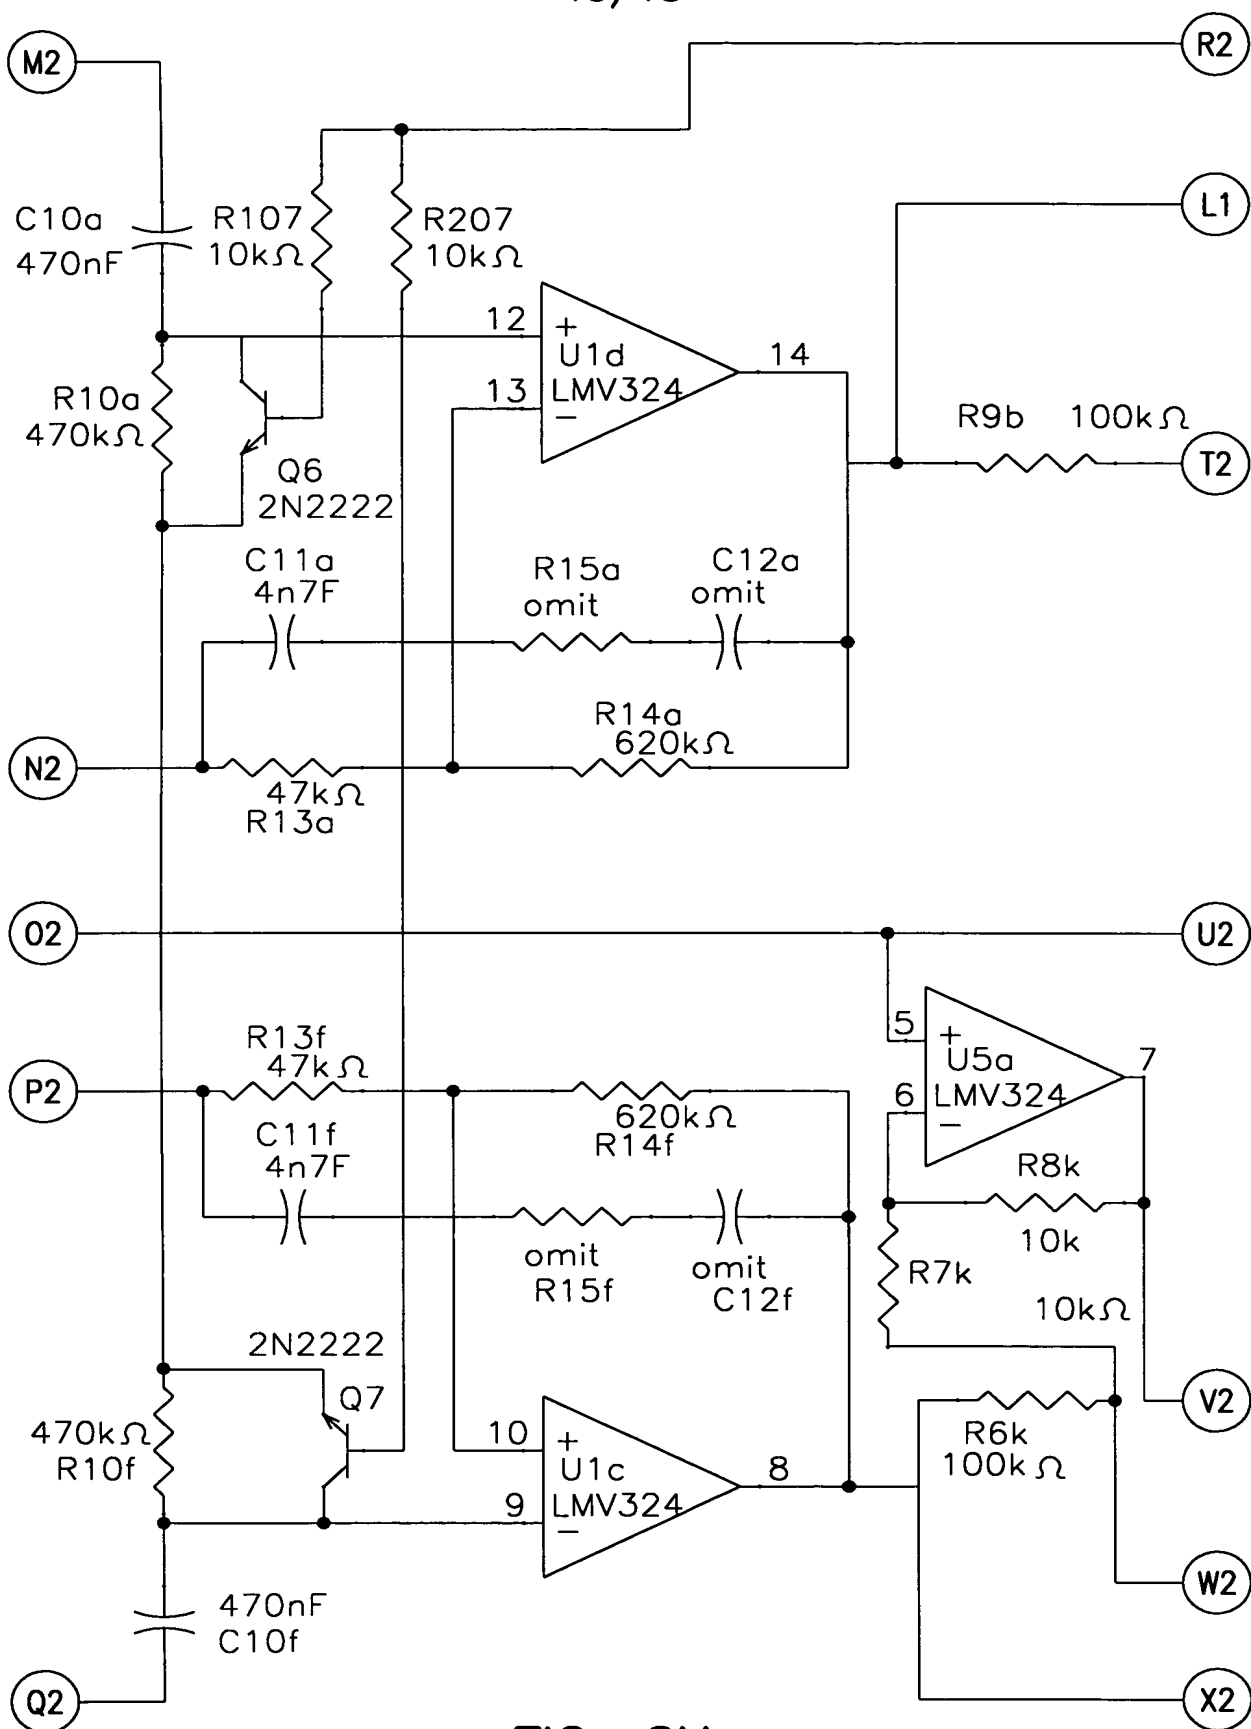 M2
R2
C10a
470nF
R107
10kΩ
R207
10kΩ
L1
12
+
U1d
LMV324
13
−
14
R10a
470kΩ
Q6
2N2222
R9b 100kΩ
T2
C11a
4n7F
R15a
omit
C12a
omit
R14a
620kΩ
N2
47kΩ
R13a
O2
U2
5
+
U5a
LMV324
6
−
7
R13f
47kΩ
P2
620kΩ
R14f
C11f
4n7F
R8k
10k
omit
R15f
omit
C12f
R7k
10kΩ
2N2222
Q7
V2
470kΩ
R10f
10
+
U1c
LMV324
9
−
8
R6k
100kΩ
470nF
C10f
W2
Q2
X2